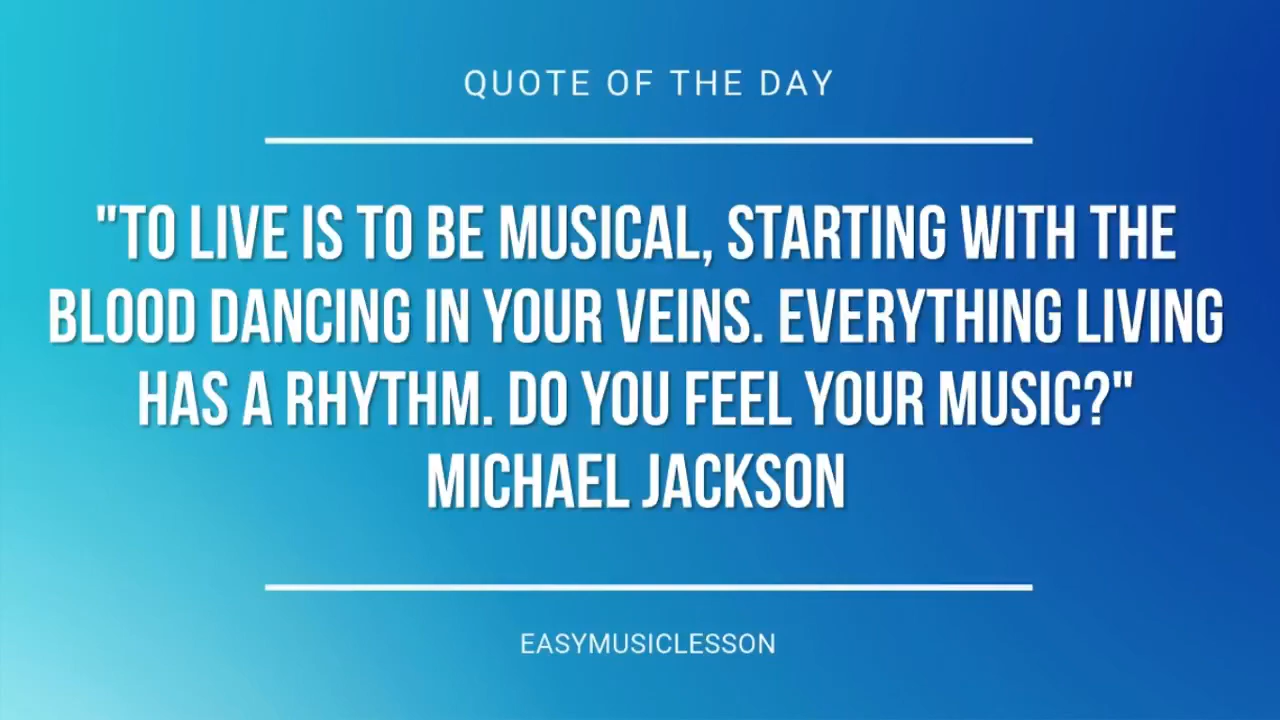 QUOTE OF THE DAY
"TO LIVE IS TO BE MUSICAL, STARTING WITH THE
BLOOD DANCING IN YOUR VEINS. EVERYTHING LIVING
HAS A RHYTHM. DO YOU FEEL YOUR MUSIC?"
MICHAEL JACKSON
EASYMUSICLESSON